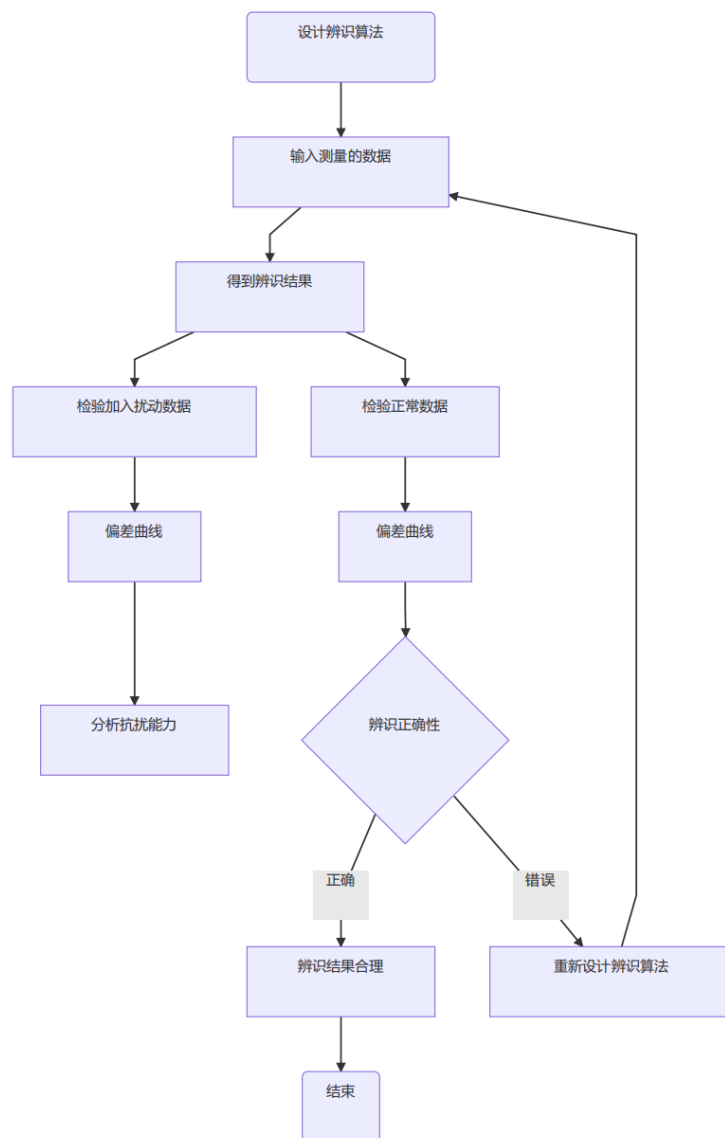 设计辨识算法
输入测量的数据
得到辨识结果
检验加入扰动数据
检验正常数据
偏差曲线
偏差曲线
分析抗扰能力
辨识正确性
正确
错误
辨识结果合理
重新设计辨识算法
结束